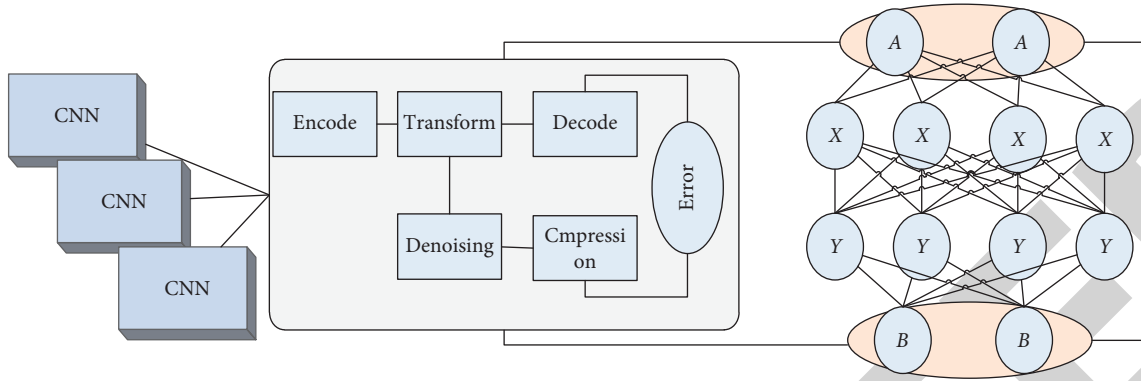 CNN
CNN
CNN
Encode
Transform
Decode
Denoising
Cmpressi
on
Error
A A
X X X X
Y Y Y Y
B B